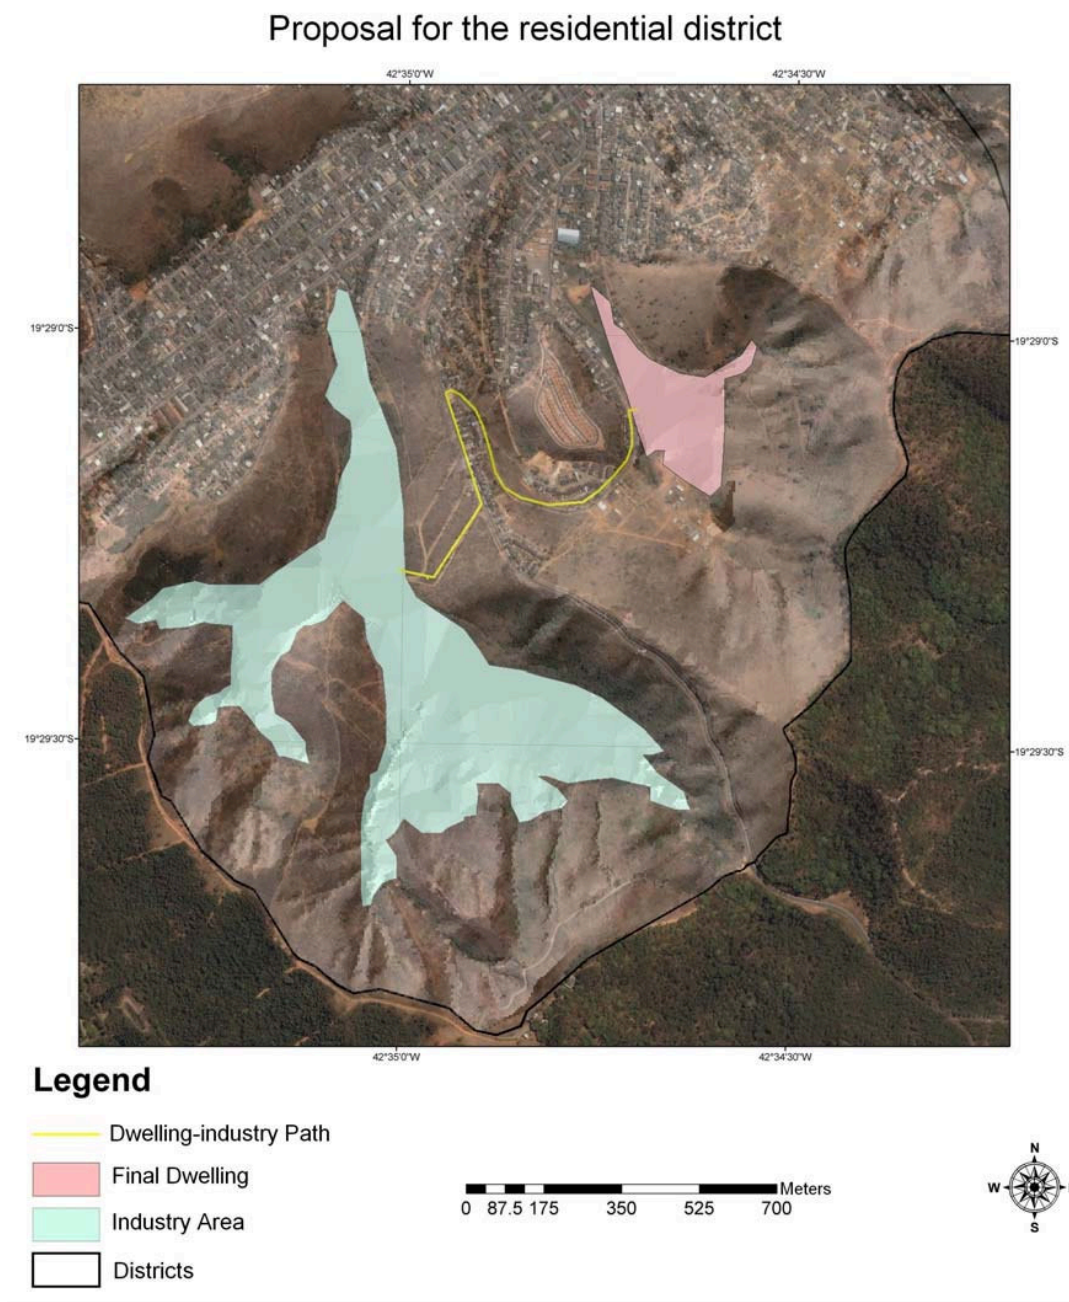 Proposal for the residential district
42°35'0"W 42°34'30"W
19°29'0"S 19°29'0"S
19°29'30"S 19°29'30"S
42°35'0"W 42°34'30"W
Legend
Dwelling-industry Path
Final Dwelling
Industry Area
Districts
Meters
0 87.5 175 350 525 700
N
W
S